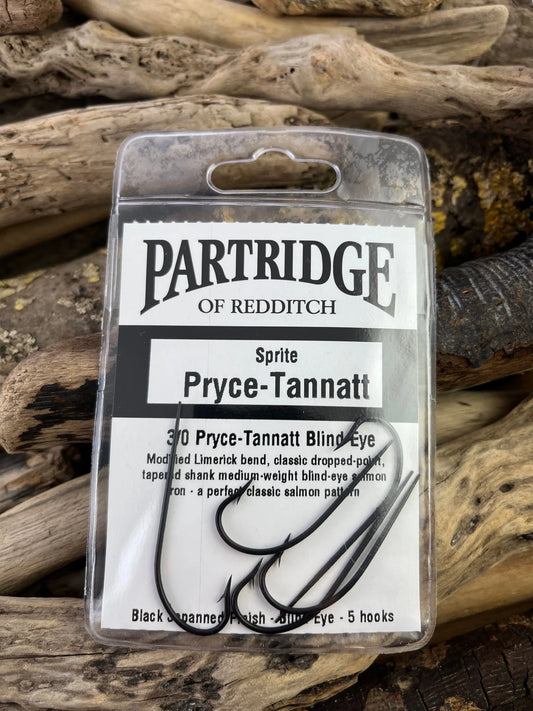 PARTRIDGE
OF REDDITCH
Sprite
Pryce-Tannatt
3/0 Pryce-Tannatt Blind Eye
Modified Limerick bend, classic dropped-point,
tapered shank medium-weight blind-eye salmon
iron - a perfect classic salmon pattern
Black Japanned Finish - Blind Eye - 5 hooks